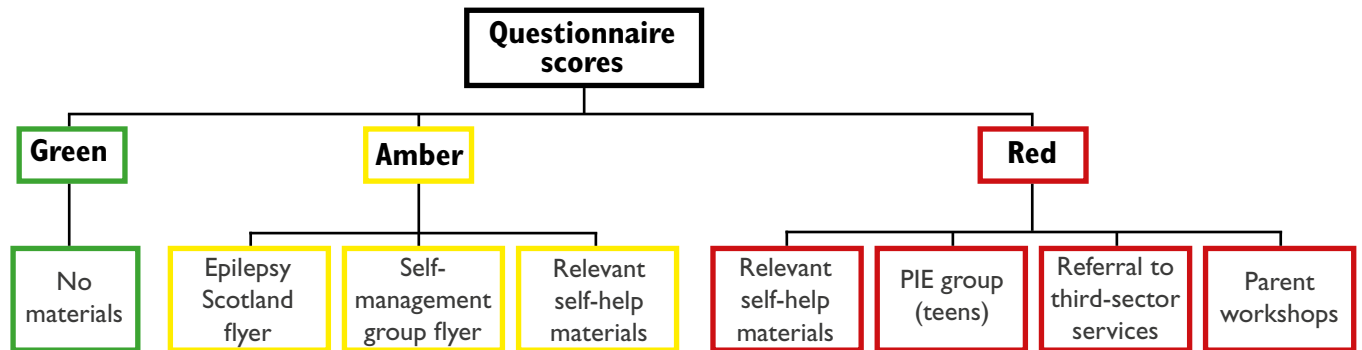 Questionnaire
scores
Green
Amber
Red
No
materials
Epilepsy
Scotland
flyer
Self-
management
group flyer
Relevant
self-help
materials
Relevant
self-help
materials
PIE group
(teens)
Referral to
third-sector
services
Parent
workshops